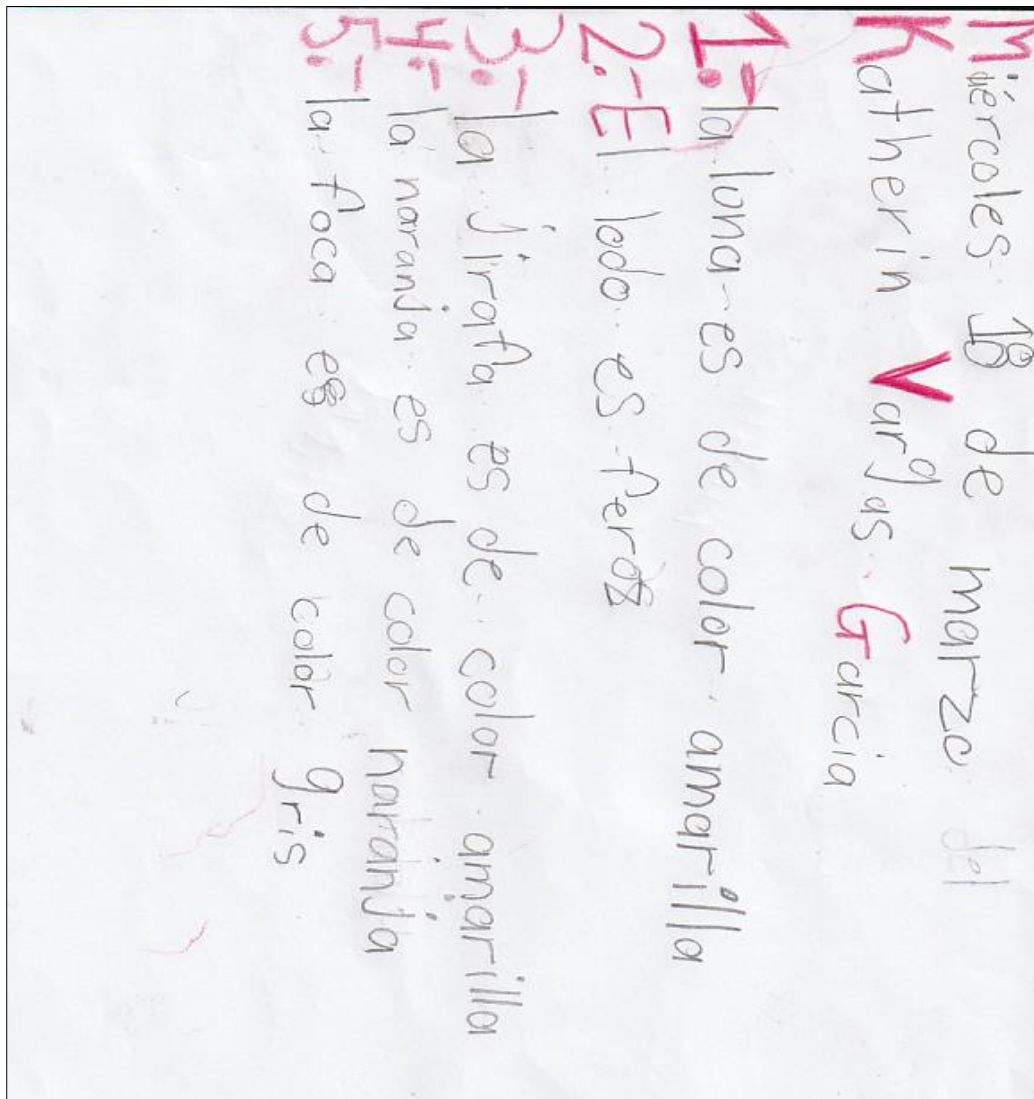 Miércoles 18 de marzo del
Katherin Vargas Garcia
1.- la lona es de color amarilla
2.- El lodo es feroz
3.- la jirafa es de color amarilla
4.- la naranja es de color naranja
5.- la foca es de color gris